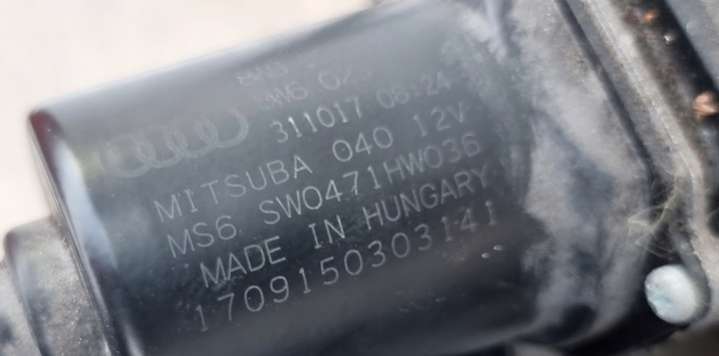 311017 08:24
MITSUBA 040 12V
MS6 SW0471HW036
MADE IN HUNGARY
1709150303141